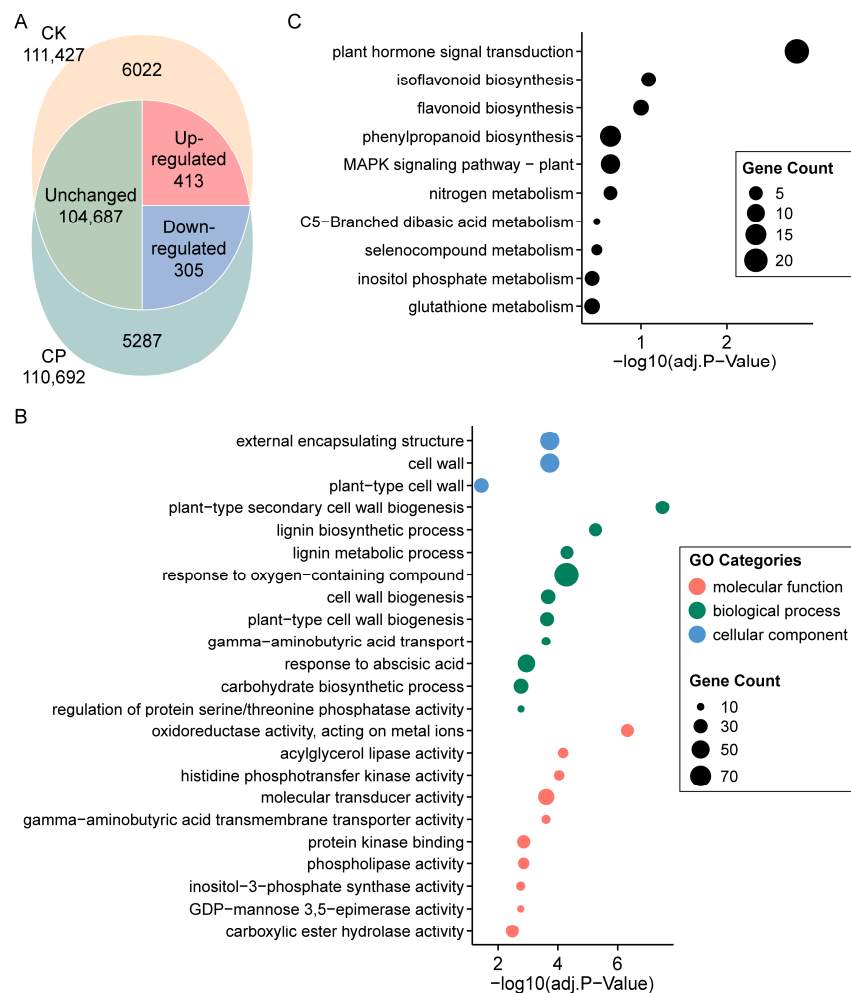 A
CK
111,427
6022
Up-
regulated
413
Unchanged
104,687
Down-
regulated
305
5287
CP
110,692
C
plant hormone signal transduction
isoflavonoid biosynthesis
flavonoid biosynthesis
phenylpropanoid biosynthesis
MAPK signaling pathway − plant
nitrogen metabolism
C5−Branched dibasic acid metabolism
selenocompound metabolism
inositol phosphate metabolism
glutathione metabolism
1 2
−log10(adj.P−Value)
Gene Count
5
10
15
20
B
external encapsulating structure
cell wall
plant−type cell wall
plant−type secondary cell wall biogenesis
lignin biosynthetic process
lignin metabolic process
response to oxygen−containing compound
cell wall biogenesis
plant−type cell wall biogenesis
gamma−aminobutyric acid transport
response to abscisic acid
carbohydrate biosynthetic process
regulation of protein serine/threonine phosphatase activity
oxidoreductase activity, acting on metal ions
acylglycerol lipase activity
histidine phosphotransfer kinase activity
molecular transducer activity
gamma−aminobutyric acid transmembrane transporter activity
protein kinase binding
phospholipase activity
inositol−3−phosphate synthase activity
GDP−mannose 3,5−epimerase activity
carboxylic ester hydrolase activity
2 4 6
−log10(adj.P−Value)
GO Categories
molecular function
biological process
cellular component
Gene Count
10
30
50
70